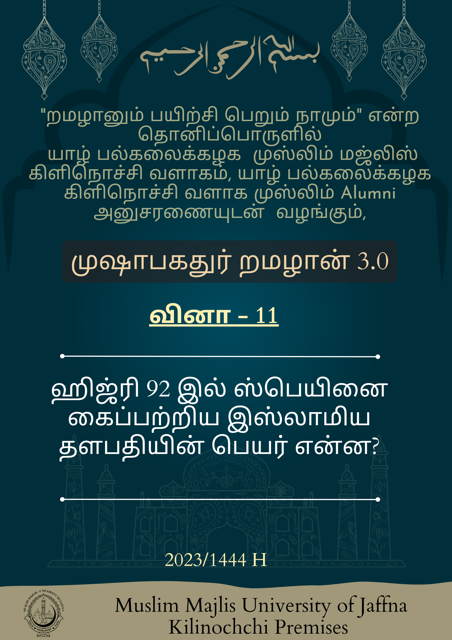 بسم الله الرحمن الرحيم
"றமழானும் பயிற்சி பெறும் நாமும்" என்ற
தொனிப்பொருளில்
யாழ் பல்கலைக்கழக முஸ்லிம் மஜ்லிஸ்
கிளிநொச்சி வளாகம், யாழ் பல்கலைக்கழக
கிளிநொச்சி வளாக முஸ்லிம் Alumni
அனுசரணையுடன் வழங்கும்,
முஷாபகதுர் றமழான் 3.0
வினா - 11
ஹிஜ்ரி 92 இல் ஸ்பெயினை
கைப்பற்றிய இஸ்லாமிய
தளபதியின் பெயர் என்ன?
2023/1444 H
Muslim Majlis University of Jaffna
Kilinochchi Premises